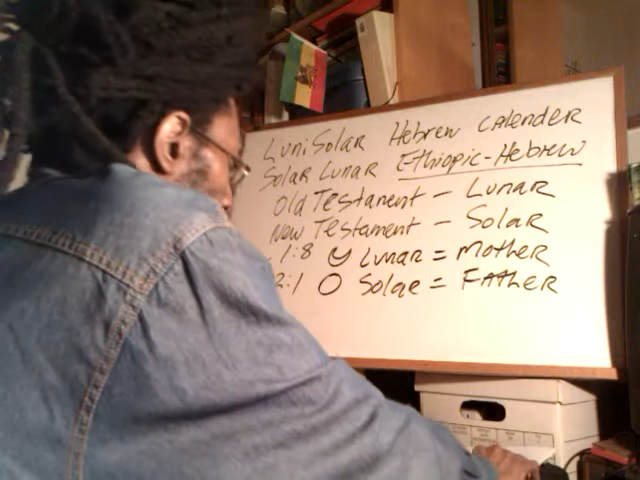 LuniSolar Hebrew Calender
Solar Lunar Ethiopic-Hebrew
Old Testament - Lunar
New Testament - Solar
1:8 Lunar = Mother
2:1 Solae = Father